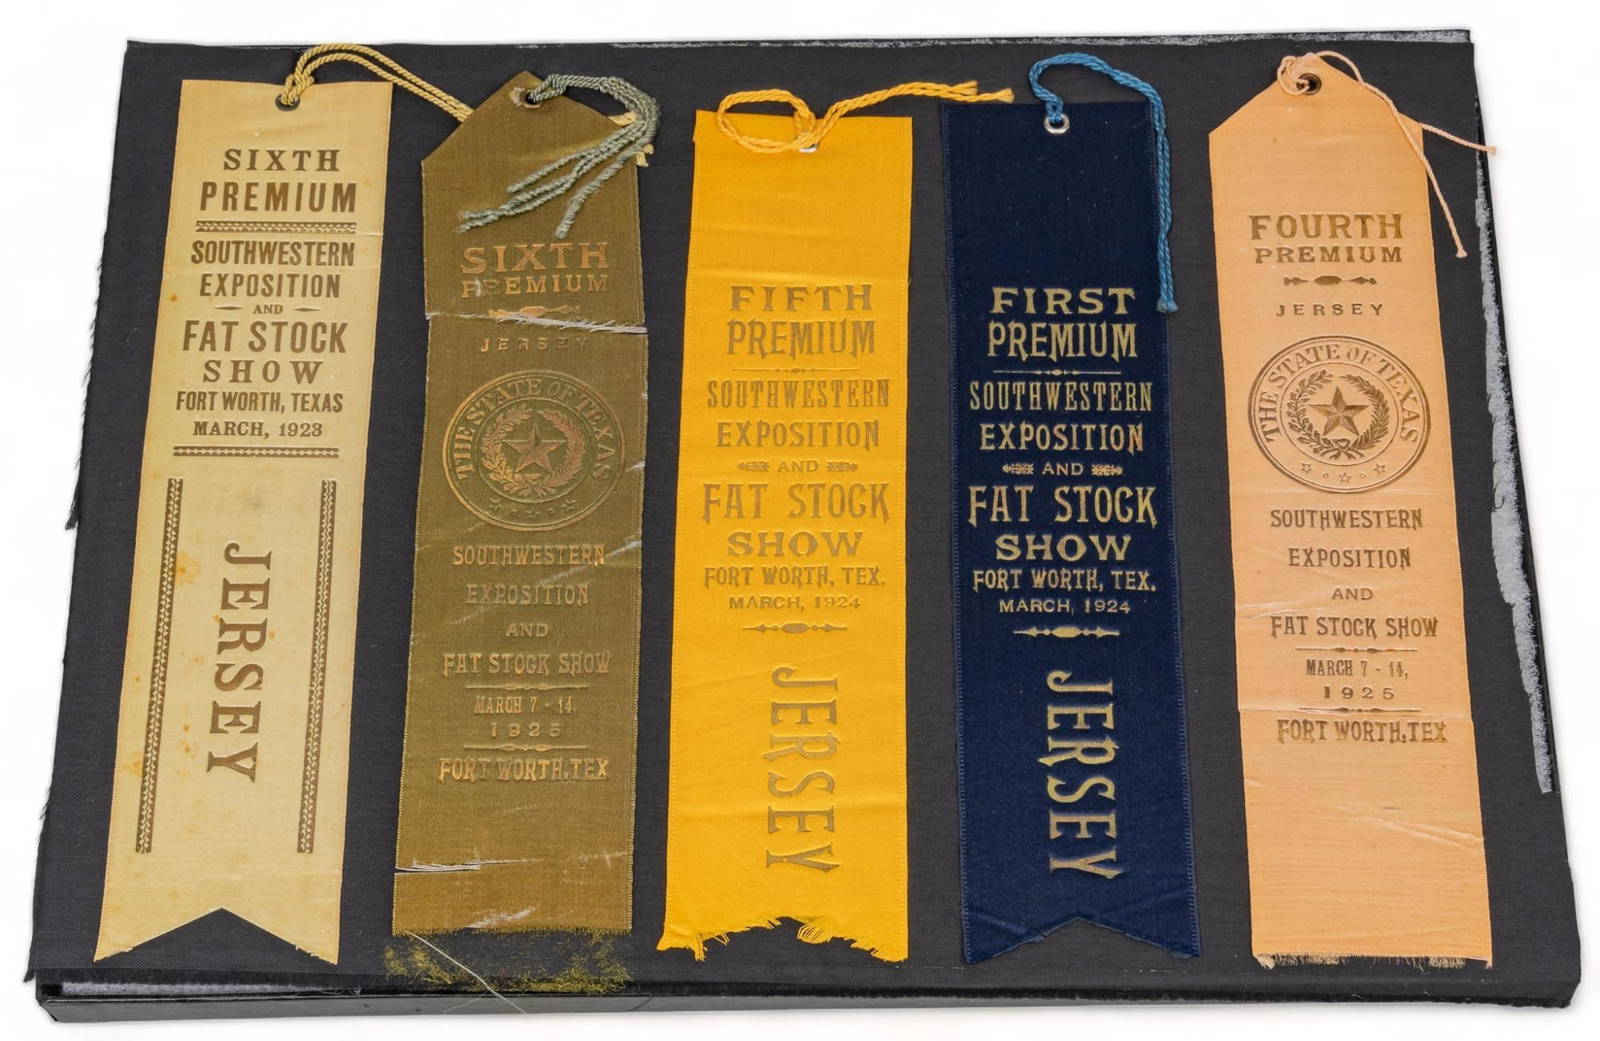 SIXTH
PREMIUM
SOUTHWESTERN
EXPOSITION
AND
FAT STOCK
SHOW
FORT WORTH, TEXAS
MARCH, 1923
JERSEY
SIXTH
PREMIUM
JERSEY
THE STATE OF TEXAS
SOUTHWESTERN
EXPOSITION
AND
FAT STOCK SHOW
MARCH 7 - 14,
1925
FORT WORTH, TEX
FIFTH
PREMIUM
SOUTHWESTERN
EXPOSITION
AND
FAT STOCK
SHOW
FORT WORTH, TEX.
MARCH, 1924
JERSEY
FIRST
PREMIUM
SOUTHWESTERN
EXPOSITION
AND
FAT STOCK
SHOW
FORT WORTH, TEX.
MARCH, 1924
JERSEY
FOURTH
PREMIUM
JERSEY
THE STATE OF TEXAS
SOUTHWESTERN
EXPOSITION
AND
FAT STOCK SHOW
MARCH 7 - 14,
1925
FORT WORTH, TEX